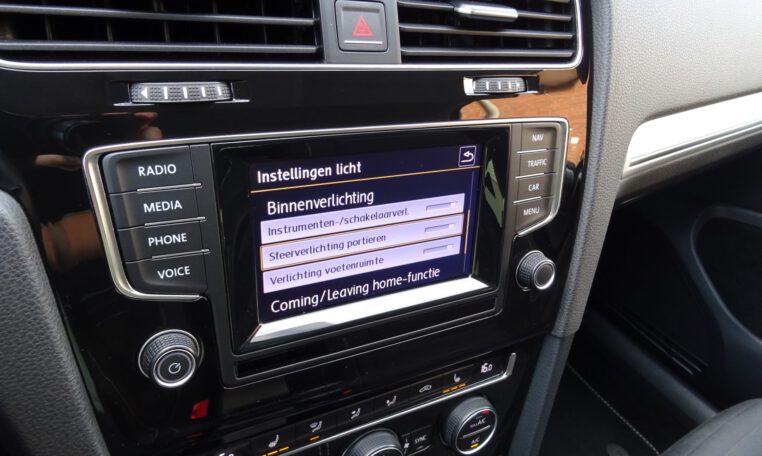 RADIO
MEDIA
PHONE
VOICE
Instellingen licht
Binnenverlichting
Instrumenten-/schakelaarverl.
Sfeerverlichting portieren
Verlichting voetenruimte
Coming/Leaving home-functie
NAV
TRAFFIC
CAR
MENU
16.0
SYNC
A/C
A/C